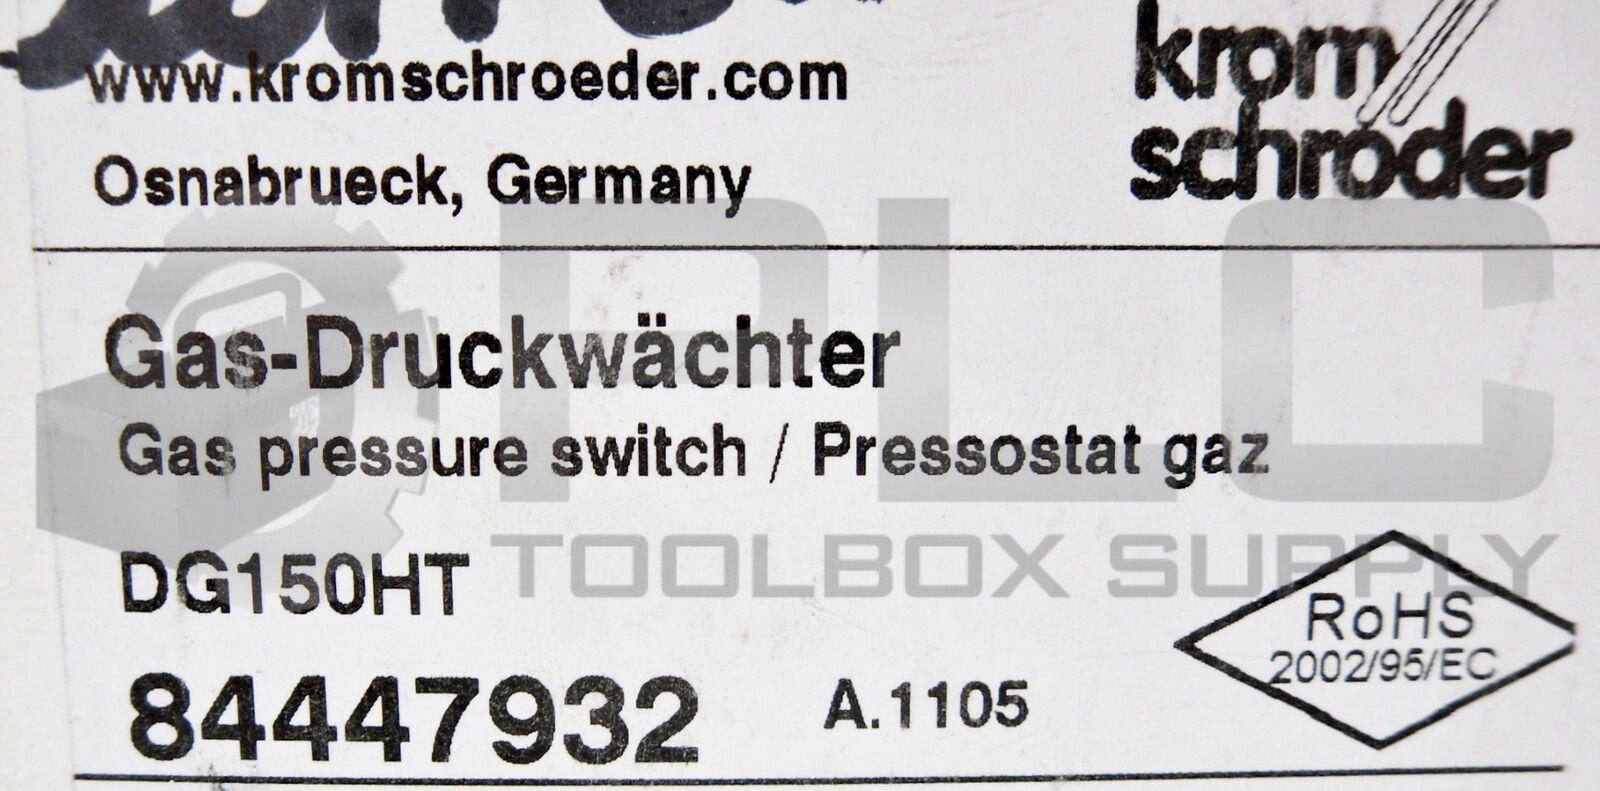 www.kromschroeder.com
Osnabrueck, Germany
krom
schröder
Gas-Druckwächter
Gas pressure switch / Pressostat gaz
DG150HT
84447932
A.1105
RoHS
2002/95/EC
PLC
TOOLBOX SUPPLY